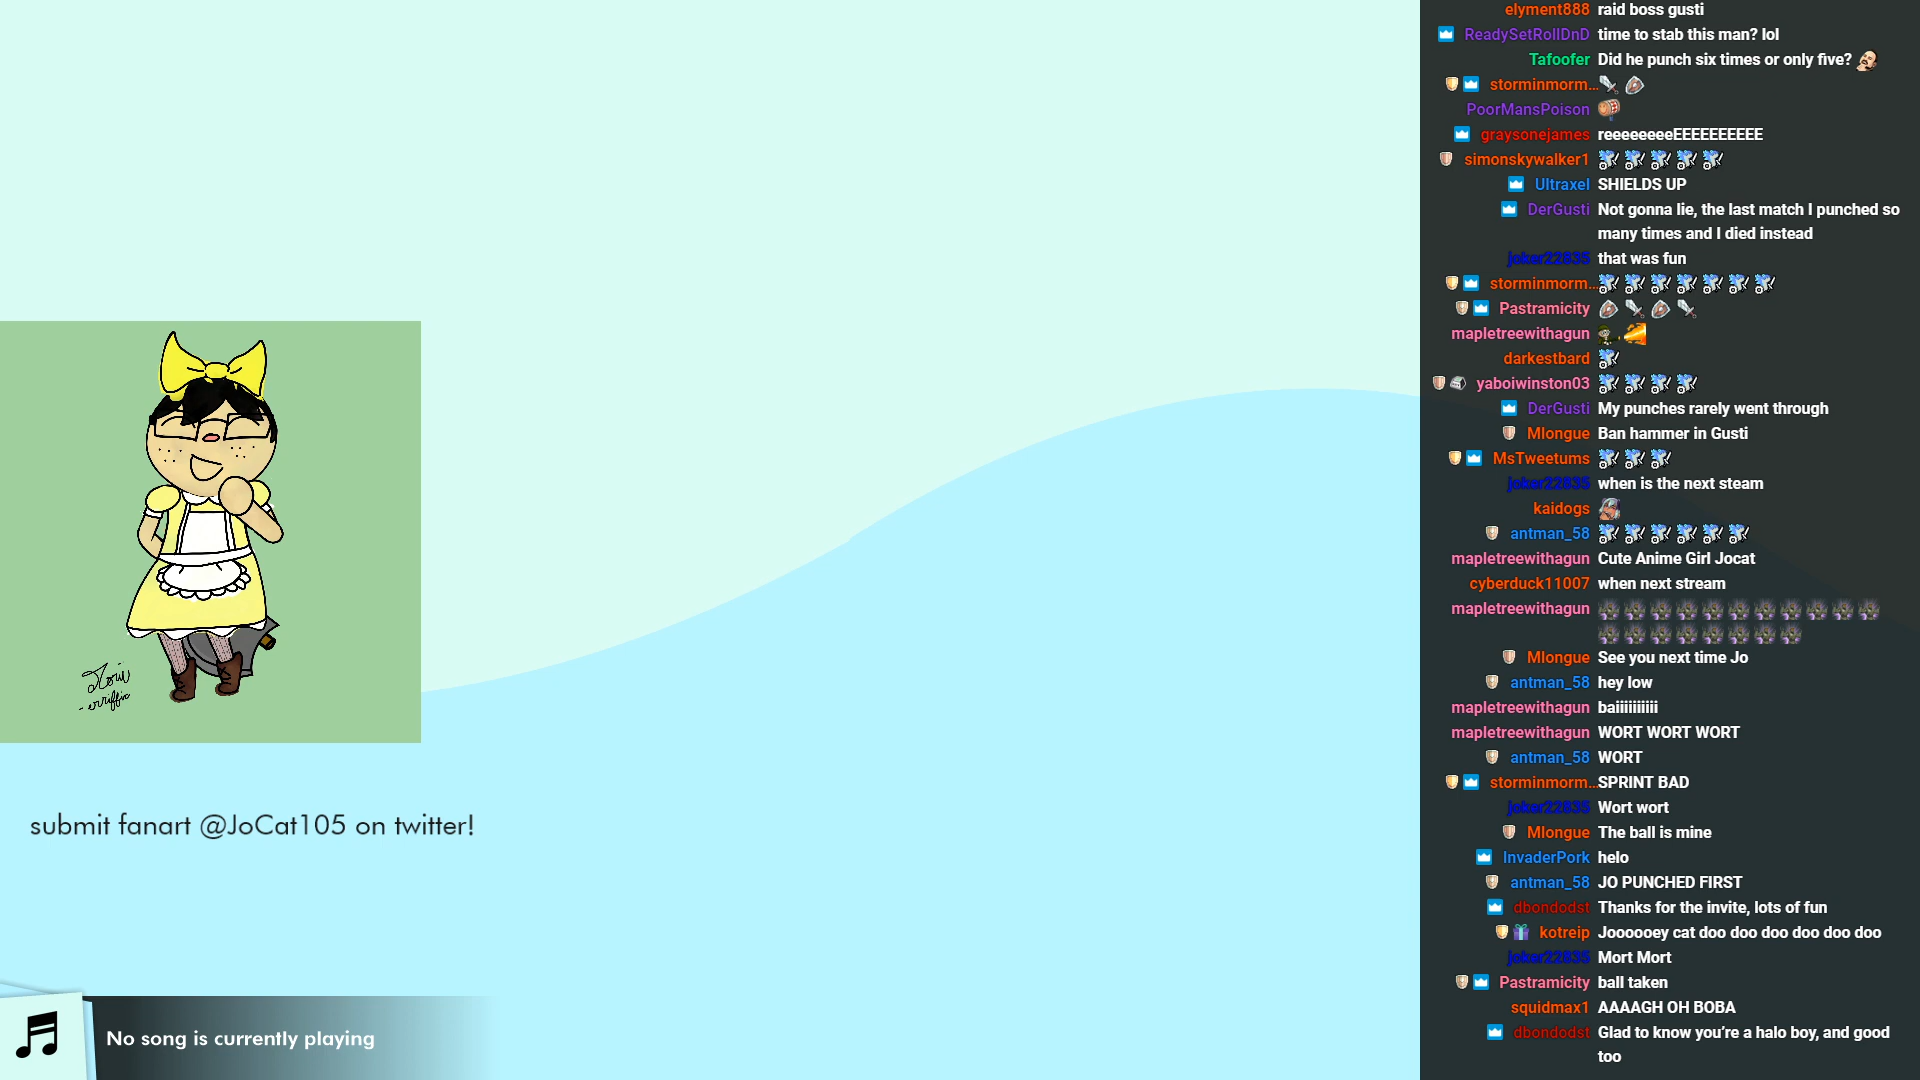 elyment888 raid boss gusti
ReadySetRollDnD time to stab this man? lol
Tafoofer Did he punch six times or only five?
storminmorm...
PoorMansPoison
graysonejames reeeeeeeeEEEEEEEEEE
simonskywalker1
Ultraxel SHIELDS UP
DerGusti Not gonna lie, the last match I punched so
many times and I died instead
joker22835 that was fun
storminmorm...
Pastramicity
mapletreewithagun
darkestbard
yaboiwinston03
DerGusti My punches rarely went through
Mlongue Ban hammer in Gusti
MsTweetums
joker22835 when is the next steam
kaidogs
antman_58
mapletreewithagun Cute Anime Girl Jocat
cyberduck11007 when next stream
mapletreewithagun
Mlongue See you next time Jo
antman_58 hey low
mapletreewithagun baiiiiiiiiii
mapletreewithagun WORT WORT WORT
antman_58 WORT
storminmorm... SPRINT BAD
joker22835 Wort wort
Mlongue The ball is mine
InvaderPork helo
antman_58 JO PUNCHED FIRST
dbondodst Thanks for the invite, lots of fun
kotreip Joooooey cat doo doo doo doo doo doo
joker22835 Mort Mort
Pastramicity ball taken
squidmax1 AAAAGH OH BOBA
dbondodst Glad to know you're a halo boy, and good
too
submit fanart @JoCat105 on twitter!
No song is currently playing